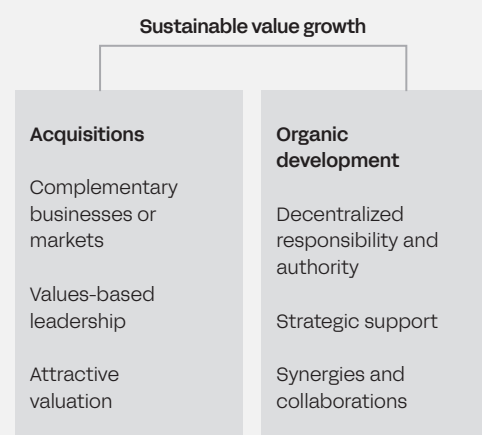 Sustainable value growth
Acquisitions
Complementary
businesses or
markets
Values-based
leadership
Attractive
valuation
Organic
development
Decentralized
responsibility and
authority
Strategic support
Synergies and
collaborations